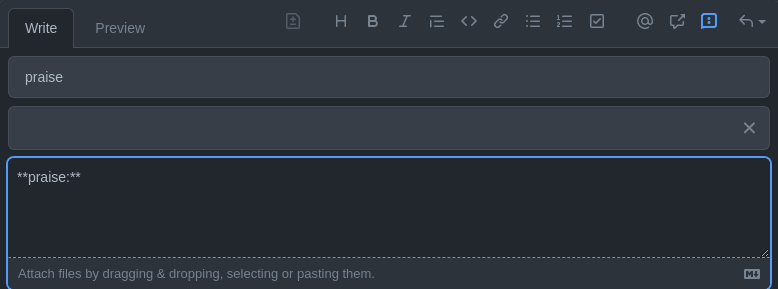 Write
Preview
praise
**praise:**
Attach files by dragging & dropping, selecting or pasting them.